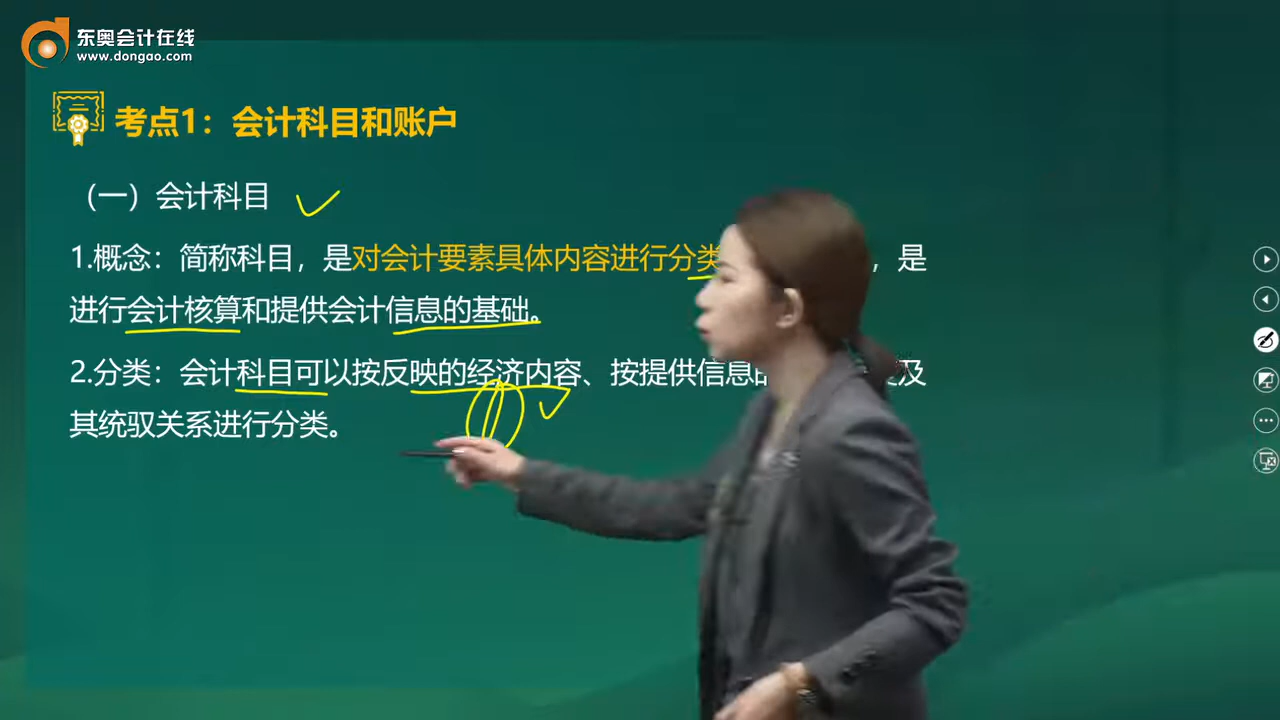 东奥会计在线
www.dongao.com
考点1：会计科目和账户
（一）会计科目
1.概念：简称科目，是对会计要素具体内容进行分类，是
进行会计核算和提供会计信息的基础。
2.分类：会计科目可以按反映的经济内容、按提供信息的及
其统驭关系进行分类。